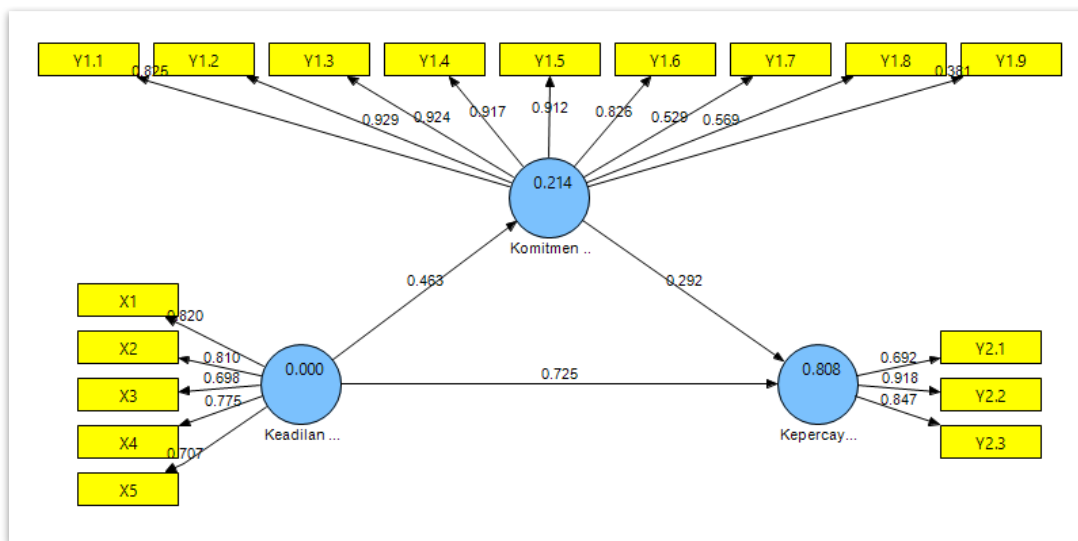 Y1.1 Y1.2 Y1.3 Y1.4 Y1.5 Y1.6 Y1.7 Y1.8 Y1.9
0.825 0.381
0.929 0.924 0.917 0.912 0.826 0.529 0.569
0.214
Komitmen ..
0.463 0.292
X1
0.820
X2
0.810
X3
0.698
X4
0.775
X5
0.707
0.000
Keadilan ...
0.725
0.808
Kepercay...
0.692
Y2.1
0.918
Y2.2
0.847
Y2.3